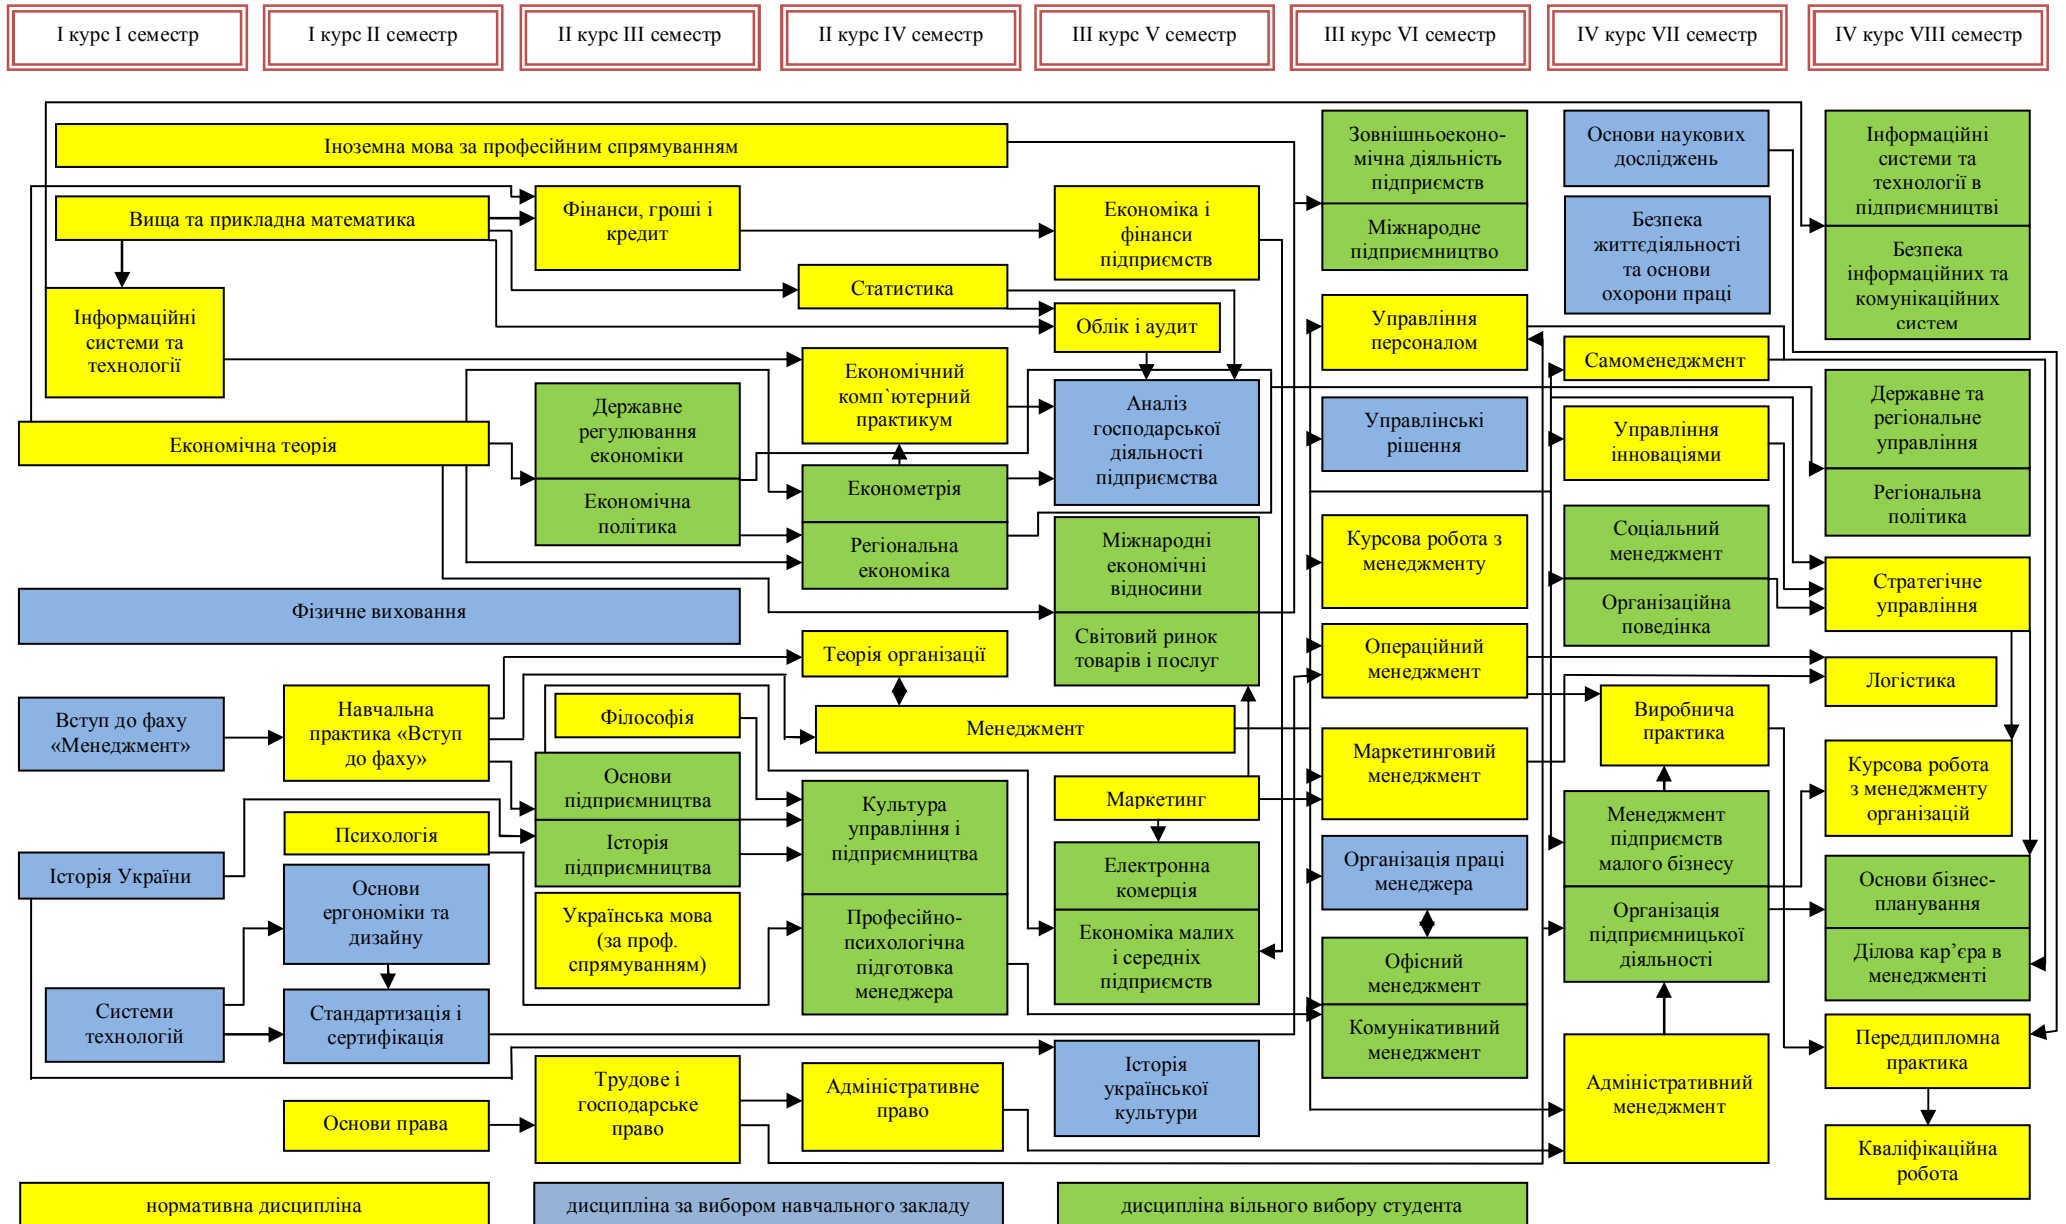 І курс І семестр
І курс ІІ семестр
ІІ курс ІІІ семестр
ІІ курс IV семестр
ІІІ курс V семестр
ІІІ курс VI семестр
IV курс VII семестр
IV курс VIII семестр
Іноземна мова за професійним спрямуванням
Вища та прикладна математика
Інформаційні
системи та
технології
Економічна теорія
Фізичне виховання
Вступ до фаху
«Менеджмент»
Історія України
Системи
технологій
Навчальна
практика «Вступ
до фаху»
Психологія
Основи
ергономіки та
дизайну
Стандартизація і
сертифікація
Основи права
Фінанси, гроші і
кредит
Державне
регулювання
економіки
Економічна
політика
Філософія
Основи
підприємництва
Історія
підприємництва
Українська мова
(за проф.
спрямуванням)
Трудове і
господарське
право
Статистика
Економічний
комп`ютерний
практикум
Економетрія
Регіональна
економіка
Теорія організації
Менеджмент
Культура
управління і
підприємництва
Професійно-
психологічна
підготовка
менеджера
Адміністративне
право
Економіка і
фінанси
підприємств
Облік і аудит
Аналіз
господарської
діяльності
підприємства
Міжнародні
економічні
відносини
Світовий ринок
товарів і послуг
Маркетинг
Електронна
комерція
Економіка малих
і середніх
підприємств
Історія
української
культури
Зовнішньоеконо-
мічна діяльність
підприємств
Міжнародне
підприємництво
Управління
персоналом
Управлінські
рішення
Курсова робота з
менеджменту
Операційний
менеджмент
Маркетинговий
менеджмент
Організація праці
менеджера
Офісний
менеджмент
Комунікативний
менеджмент
Основи наукових
досліджень
Безпека
життєдіяльності
та основи
охорони праці
Самоменеджмент
Управління
інноваціями
Соціальний
менеджмент
Організаційна
поведінка
Виробнича
практика
Менеджмент
підприємств
малого бізнесу
Організація
підприємницької
діяльності
Адміністративний
менеджмент
Інформаційні
системи та
технології в
підприємництві
Безпека
інформаційних та
комунікаційних
систем
Державне та
регіональне
управління
Регіональна
політика
Стратегічне
управління
Логістика
Курсова робота
з менеджменту
організацій
Основи бізнес-
планування
Ділова кар’єра в
менеджменті
Переддипломна
практика
Кваліфікаційна
робота
нормативна дисципліна
дисципліна за вибором навчального закладу
дисципліна вільного вибору студента